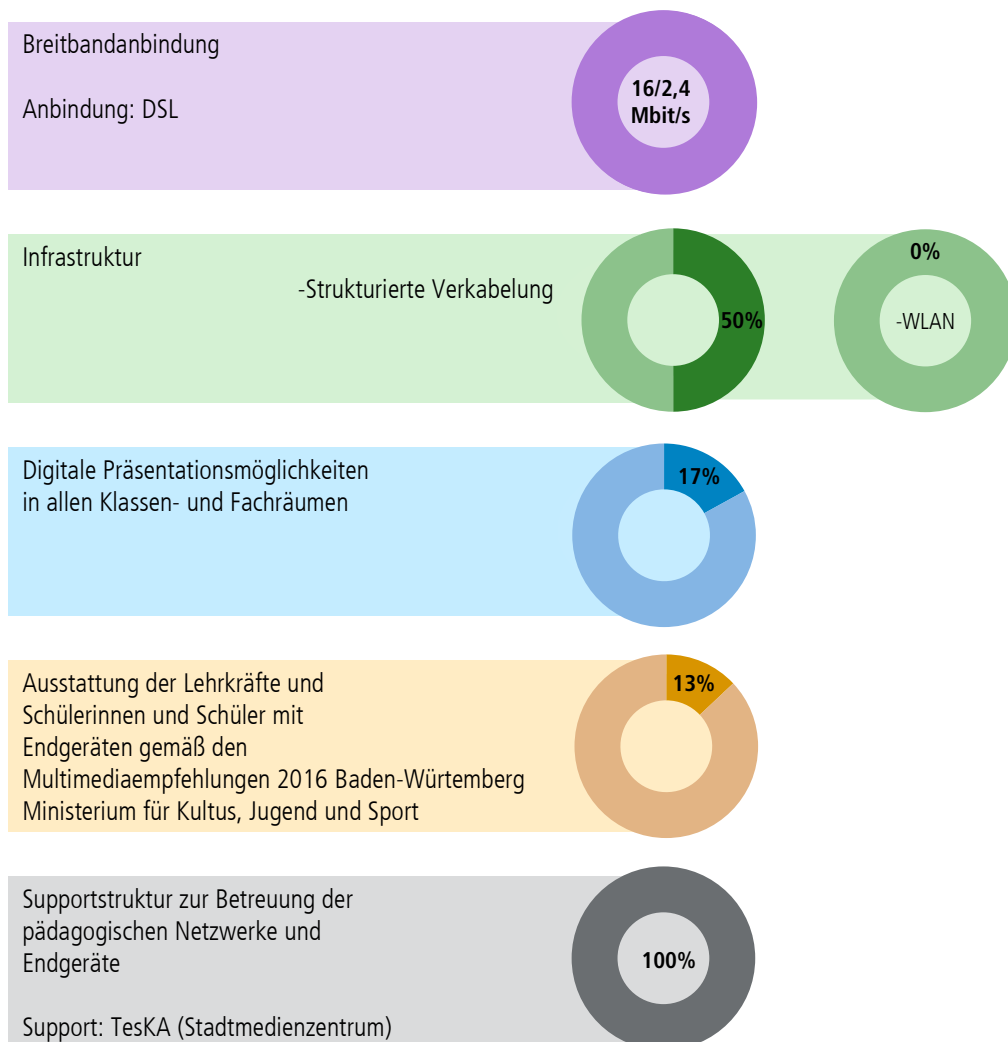 Breitbandanbindung
Anbindung: DSL
16/2,4
Mbit/s
Infrastruktur
-Strukturierte Verkabelung
50%
0%
-WLAN
Digitale Präsentationsmöglichkeiten
in allen Klassen- und Fachräumen
17%
Ausstattung der Lehrkräfte und
Schülerinnen und Schüler mit
Endgeräten gemäß den
Multimediaempfehlungen 2016 Baden-Würtemberg
Ministerium für Kultus, Jugend und Sport
13%
Supportstruktur zur Betreuung der
pädagogischen Netzwerke und
Endgeräte
Support: TesKA (Stadtmedienzentrum)
100%